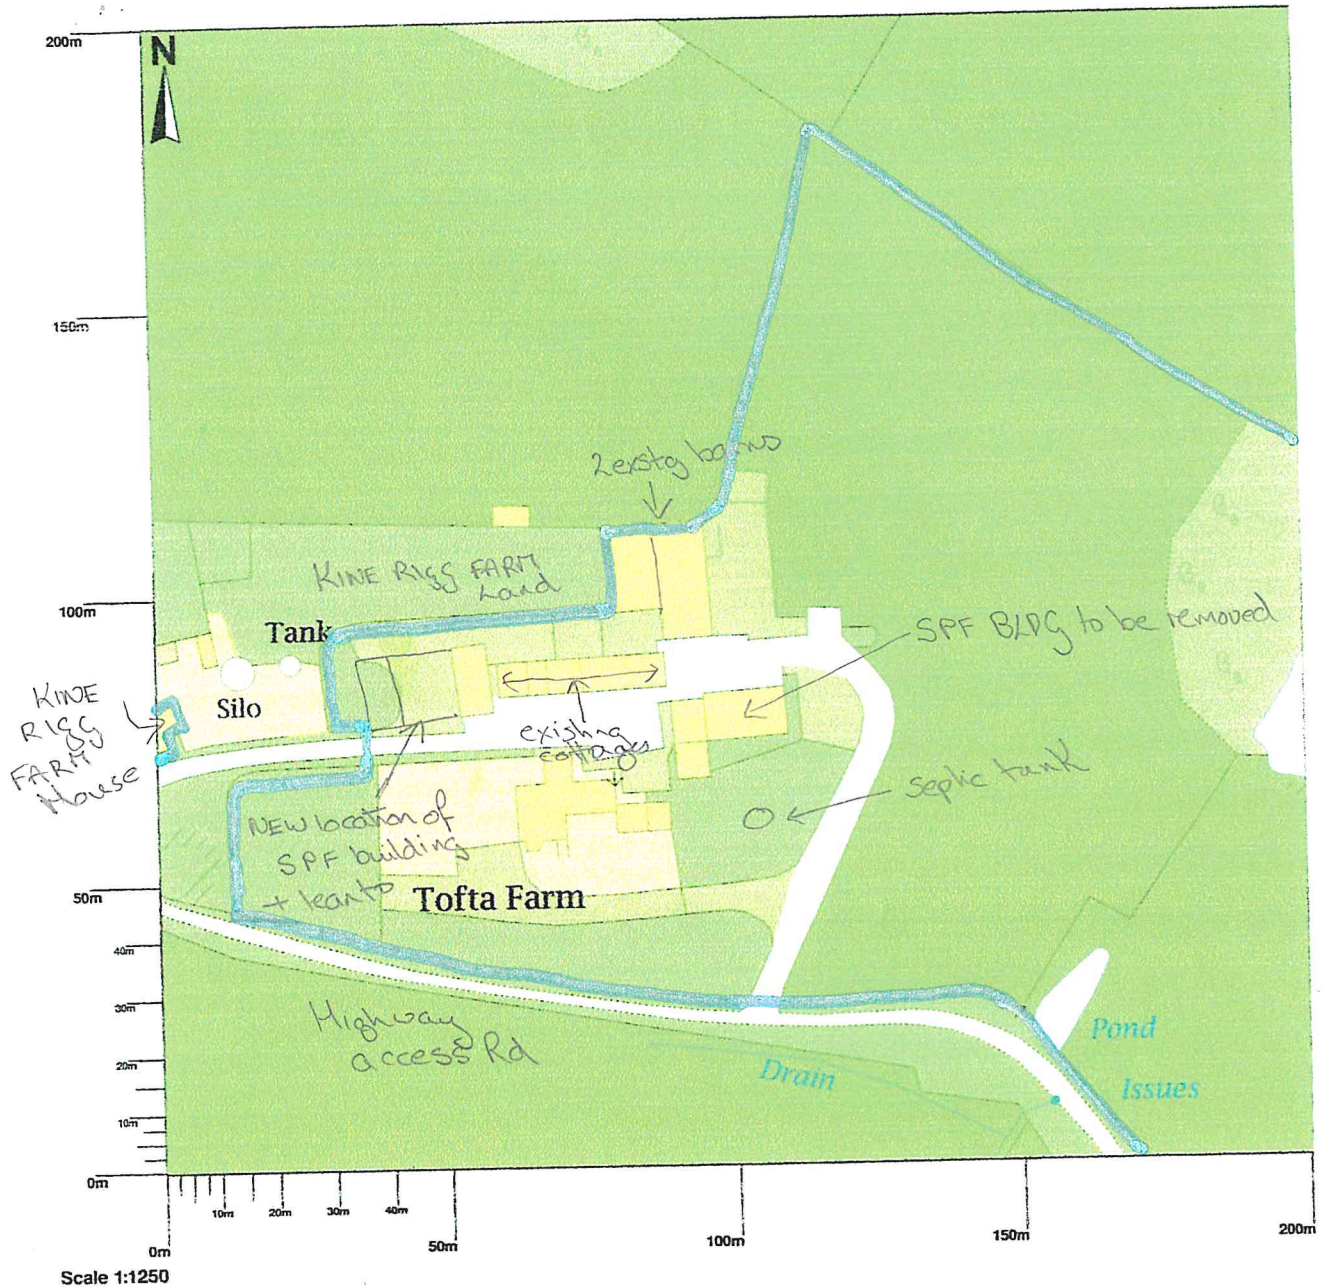 200m
N
150m
2 exstg barns
KINE RIGG FARM
Land
100m
Tank
SPF BLDG to be removed
KINE
RIGG
FARM
House
Silo
existing
cottages
septic tank
NEW location of
SPF building
+ leanto
50m
Tofta Farm
40m
30m
Highway
access Rd
Pond
20m
Drain
Issues
10m
0m
10m
20m
30m
40m
0m
50m
100m
150m
200m
Scale 1:1250